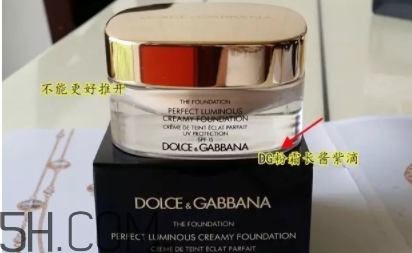 不能更好推开
THE FOUNDATION
PERFECT LUMINOUS
CREAMY FOUNDATION
CRÈME DE TEINT ÉCLAT PARFAIT
UV PROTECTION
SPF 15
DOLCE & GABBANA
DG粉霜长酱紫滴
DOLCE & GABBANA
THE FOUNDATION
PERFECT LUMINOUS CREAMY FOUNDATION
CRÈME DE TEINT ÉCLAT PARFAIT
5H.COM